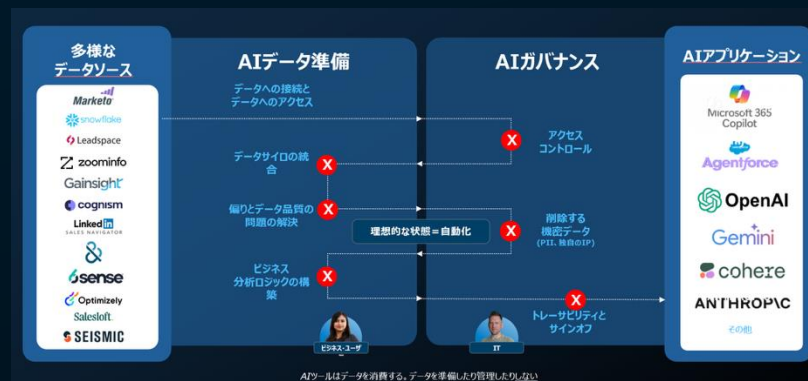 多様な
データソース
Marketo
snowflake
Leadspace
zoominfo
Gainsight
cognism
LinkedIn
SALES NAVIGATOR
6sense
Optimizely
Salesloft.
SEISMIC
AIデータ準備
データへの接続と
データへのアクセス
データサイロの統
合
X
偏りとデータ品質の
問題の解決
X
ビジネス
分析ロジックの構
築
X
ビジネス・ユーザ
理想的な状態＝自動化
AIガバナンス
X
アクセス
コントロール
X
削除する
機密データ
(PII、独自のIP)
X
トレーサビリティと
サインオフ
IT
AIアプリケーション
Microsoft 365
Copilot
Agentforce
OpenAI
Gemini
cohere
ANTHROP\C
その他
AIツールはデータを消費する。データを準備したり管理したりしない